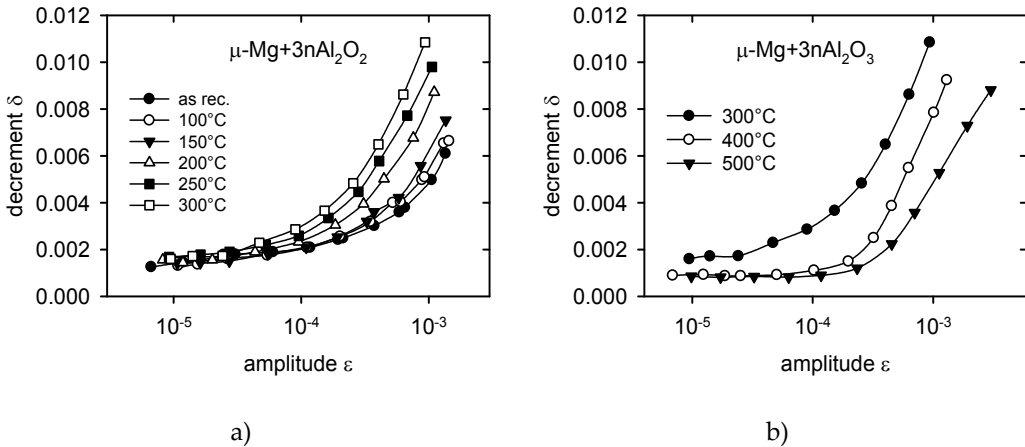 μ-Mg+3nAl₂O₂
as rec.
100°C
150°C
200°C
250°C
300°C
decrement δ
0.012
0.010
0.008
0.006
0.004
0.002
0.000
10⁻⁵
10⁻⁴
10⁻³
amplitude ε
a)
μ-Mg+3nAl₂O₃
300°C
400°C
500°C
decrement δ
0.012
0.010
0.008
0.006
0.004
0.002
0.000
10⁻⁵
10⁻⁴
10⁻³
amplitude ε
b)